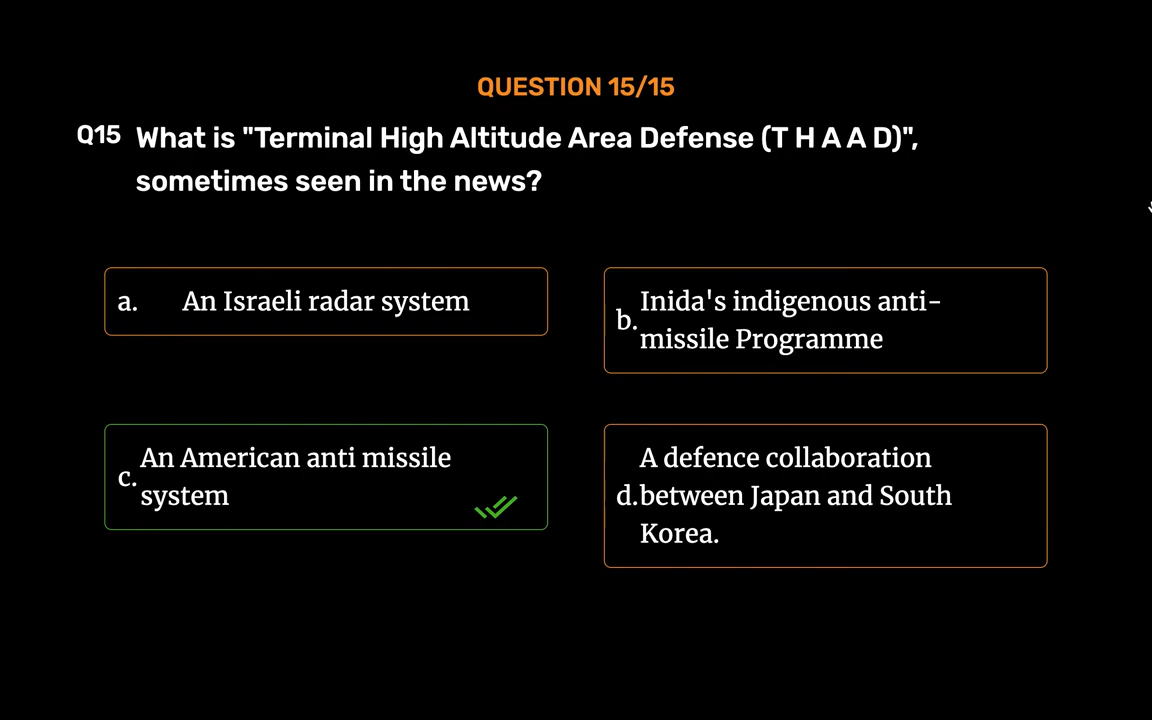 QUESTION 15/15
Q15 What is "Terminal High Altitude Area Defense (T H A A D)",
sometimes seen in the news?
a. An Israeli radar system
b. Inida's indigenous anti-
missile Programme
c. An American anti missile
system
d. A defence collaboration
between Japan and South
Korea.